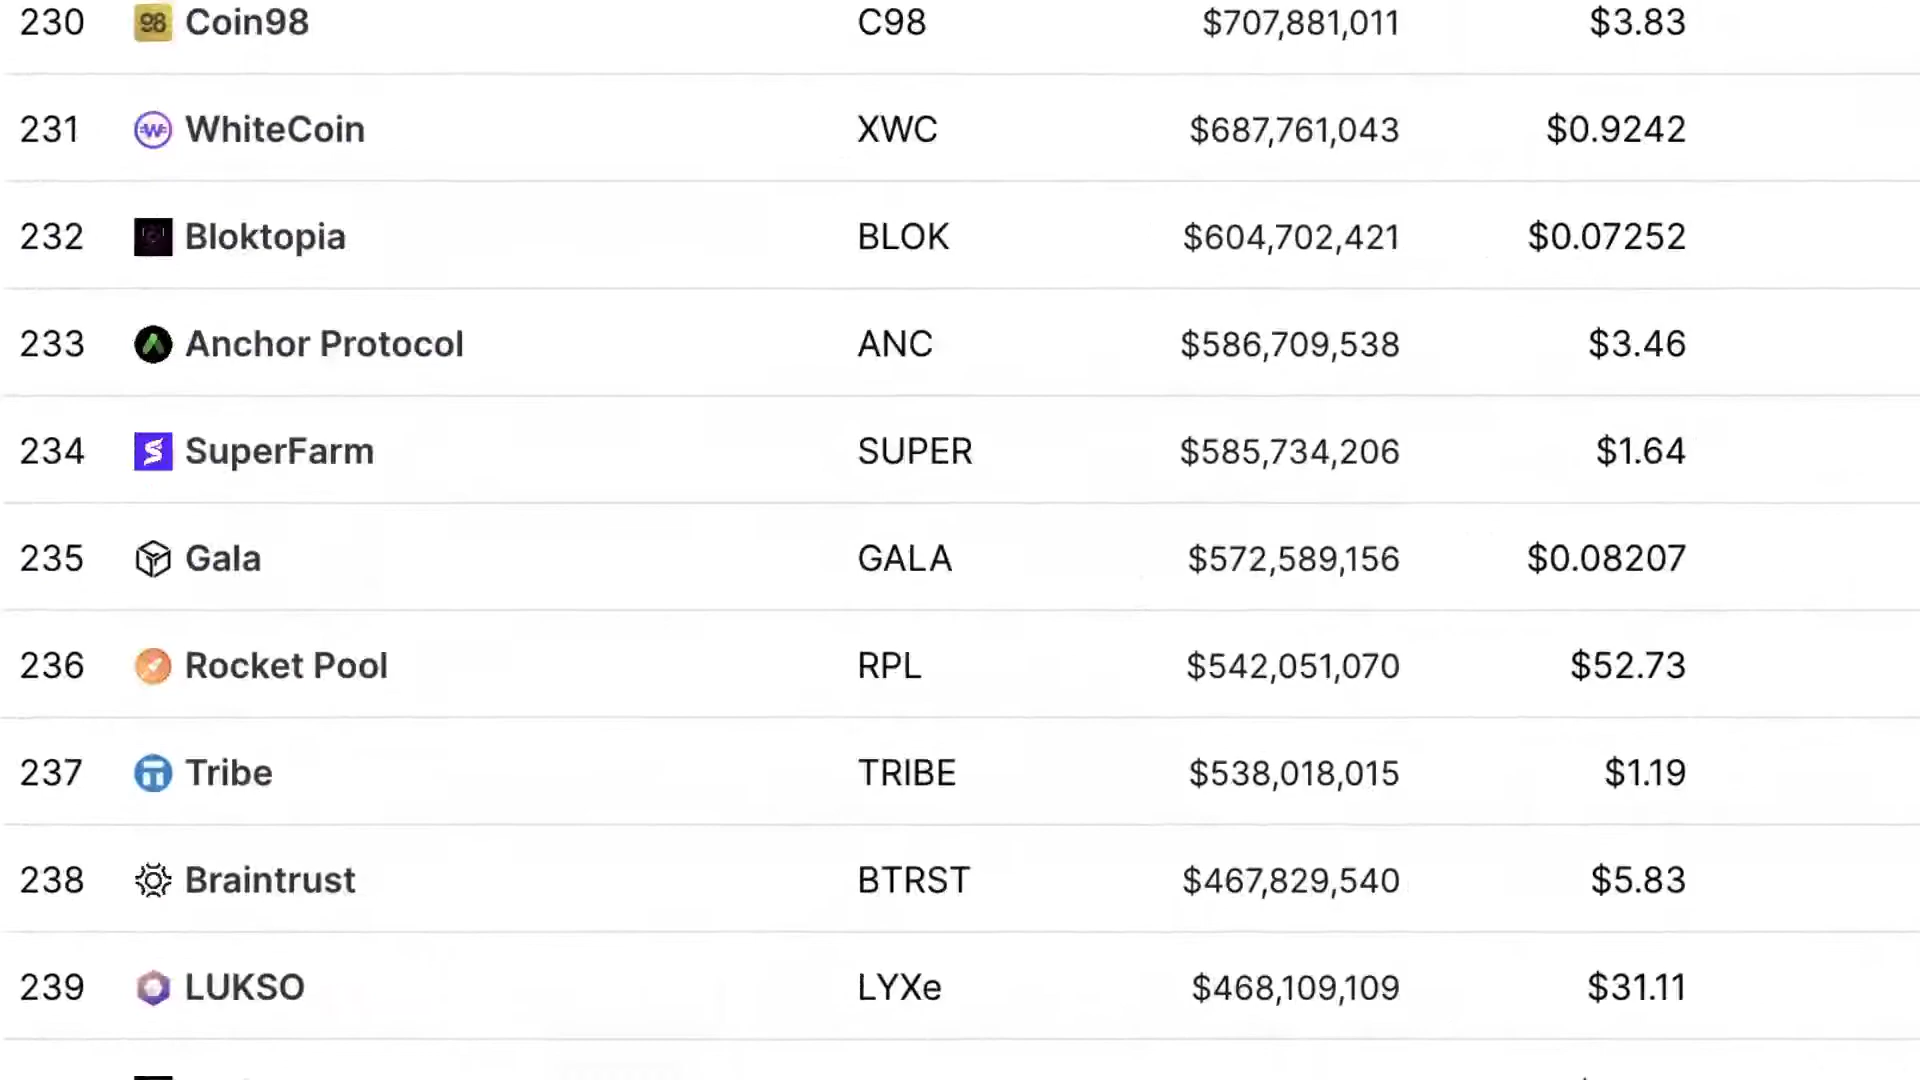 230 98 Coin98 C98 $707,881,011 $3.83
231 W WhiteCoin XWC $687,761,043 $0.9242
232 Bloktopia BLOK $604,702,421 $0.07252
233 Anchor Protocol ANC $586,709,538 $3.46
234 SuperFarm SUPER $585,734,206 $1.64
235 Gala GALA $572,589,156 $0.08207
236 Rocket Pool RPL $542,051,070 $52.73
237 Tribe TRIBE $538,018,015 $1.19
238 Braintrust BTRST $467,829,540 $5.83
239 LUKSO LYXe $468,109,109 $31.11